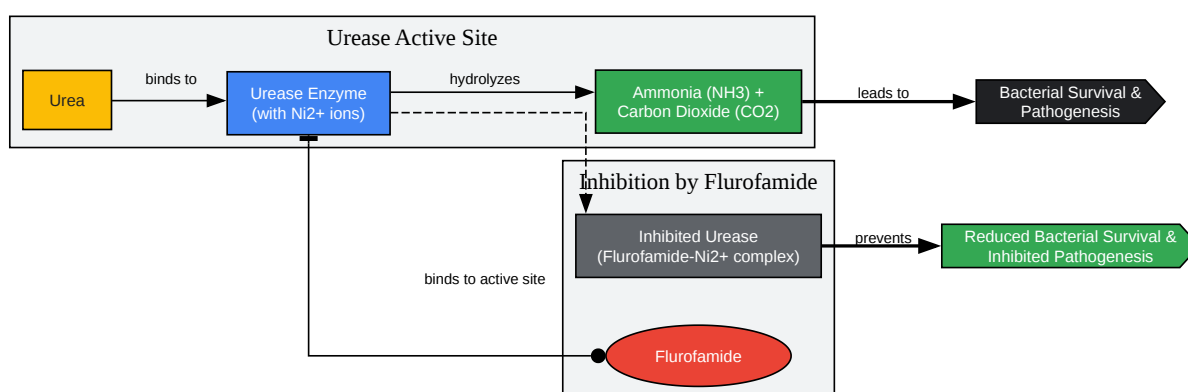 Urease Active Site
Urea
binds to
Urease Enzyme
(with Ni2+ ions)
hydrolyzes
Ammonia (NH3) +
Carbon Dioxide (CO2)
leads to
Bacterial Survival &
Pathogenesis
Inhibition by Flurofamide
Inhibited Urease
(Flurofamide-Ni2+ complex)
prevents
Reduced Bacterial Survival &
Inhibited Pathogenesis
binds to active site
Flurofamide